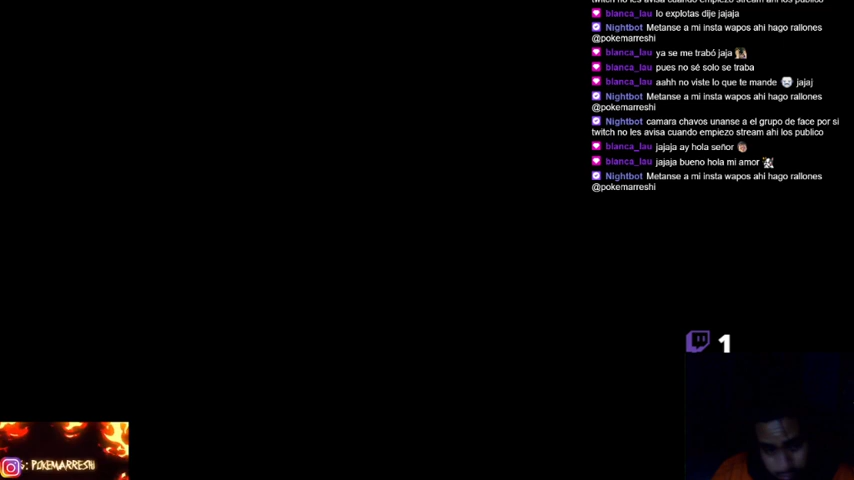 twitch no les avisa cuando empiezo stream ahi los publico
blanca_lau lo explotas dije jajaja
Nightbot Metanse a mi insta wapos ahi hago rallones
@pokemarreshi
blanca_lau ya se me trabó jaja
blanca_lau pues no sé solo se traba
blanca_lau aahh no viste lo que te mande jajaj
Nightbot Metanse a mi insta wapos ahi hago rallones
@pokemarreshi
Nightbot camara chavos unanse a el grupo de face por si
twitch no les avisa cuando empiezo stream ahi los publico
blanca_lau jajaja ay hola señor
blanca_lau jajaja bueno hola mi amor
Nightbot Metanse a mi insta wapos ahi hago rallones
@pokemarreshi
1
: POKEMARRESHI